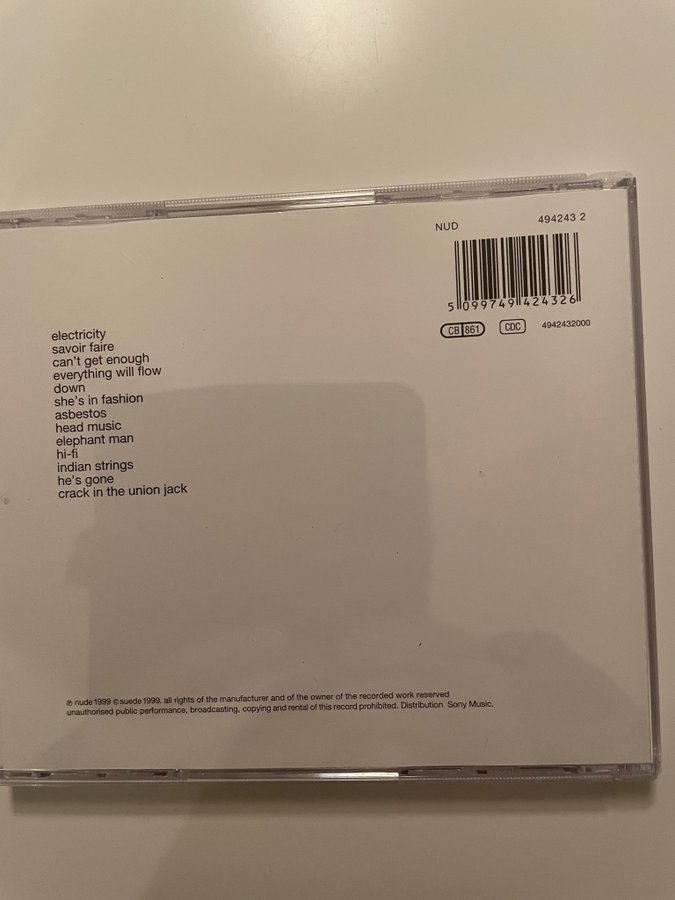 NUD 494243 2
5 099749 424326
CB 861 CDC 4942432000
electricity
savoir faire
can't get enough
everything will flow
down
she's in fashion
asbestos
head music
elephant man
hi-fi
indian strings
he's gone
crack in the union jack
℗ nude 1999 © suede 1999. all rights of the manufacturer and of the owner of the recorded work reserved
unauthorised public performance, broadcasting, copying and rental of this record prohibited. Distribution Sony Music.